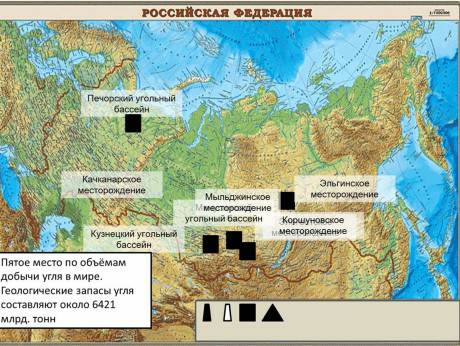 РОССИЙСКАЯ ФЕДЕРАЦИЯ
Печорский угольный
бассейн
Качканарское
месторождение
Эльгинское
месторождение
Мыльджинское
месторождение
угольный бассейн
Коршуновское
месторождение
Кузнецкий угольный
бассейн
Пятое место по объёмам
добычи угля в мире.
Геологические запасы угля
составляют около 6421
млрд. тонн